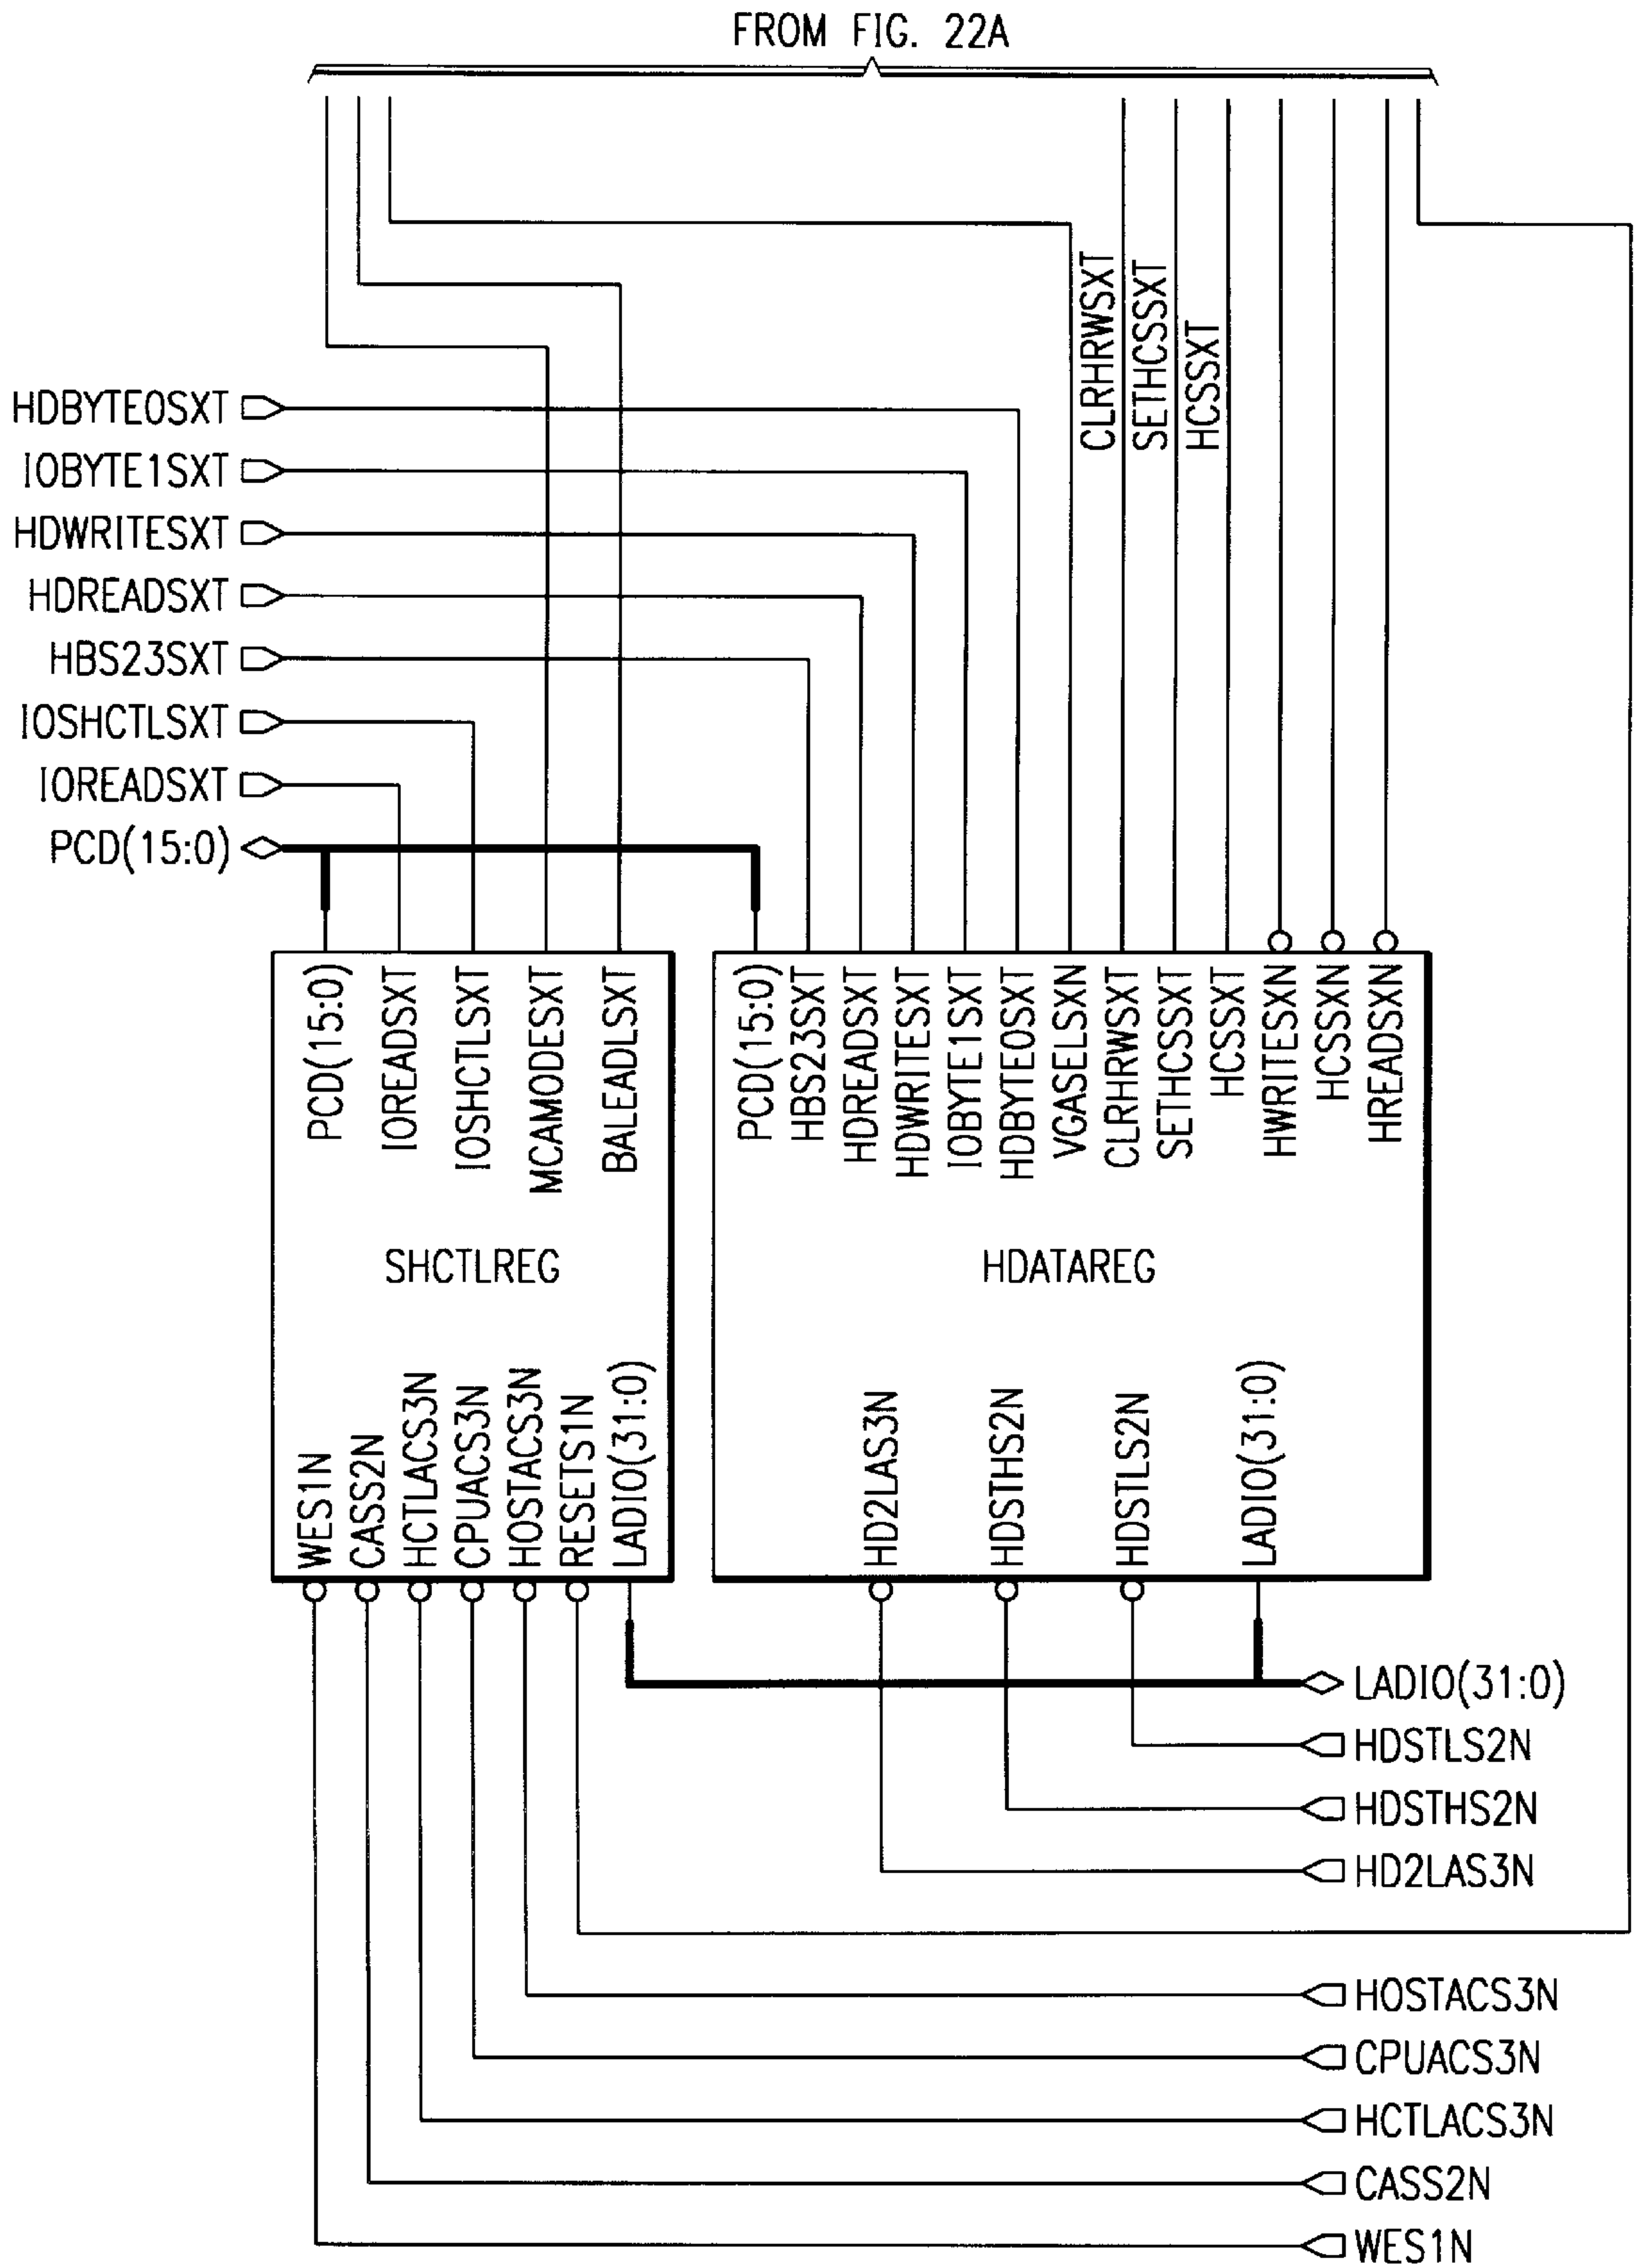 FROM FIG. 22A
CLRHRWSXT
SETHCSSXT
HCSSXT
HDBYTE0SXT
IOBYTE1SXT
HDWRITESXT
HDREADSXT
HBS23SXT
IOSHCTLSXT
IOREADSXT
PCD(15:0)
PCD(15:0)
IOREADSXT
IOSHCTLSXT
MCAMODESXT
BALEADLSXT
SHCTLREG
WES1N
CASS2N
HCTLACS3N
CPUACS3N
HOSTACS3N
RESETS1N
LADIO(31:0)
PCD(15:0)
HBS23SXT
HDREADSXT
HDWRITESXT
IOBYTE1SXT
HDBYTE0SXT
VGASELSXN
CLRHRWSXT
SETHCSSXT
HCSSXT
HWRITESXN
HCSSXN
HREADSXN
HDATAREG
HD2LAS3N
HDSTHS2N
HDSTLS2N
LADIO(31:0)
LADIO(31:0)
HDSTLS2N
HDSTHS2N
HD2LAS3N
HOSTACS3N
CPUACS3N
HCTLACS3N
CASS2N
WES1N